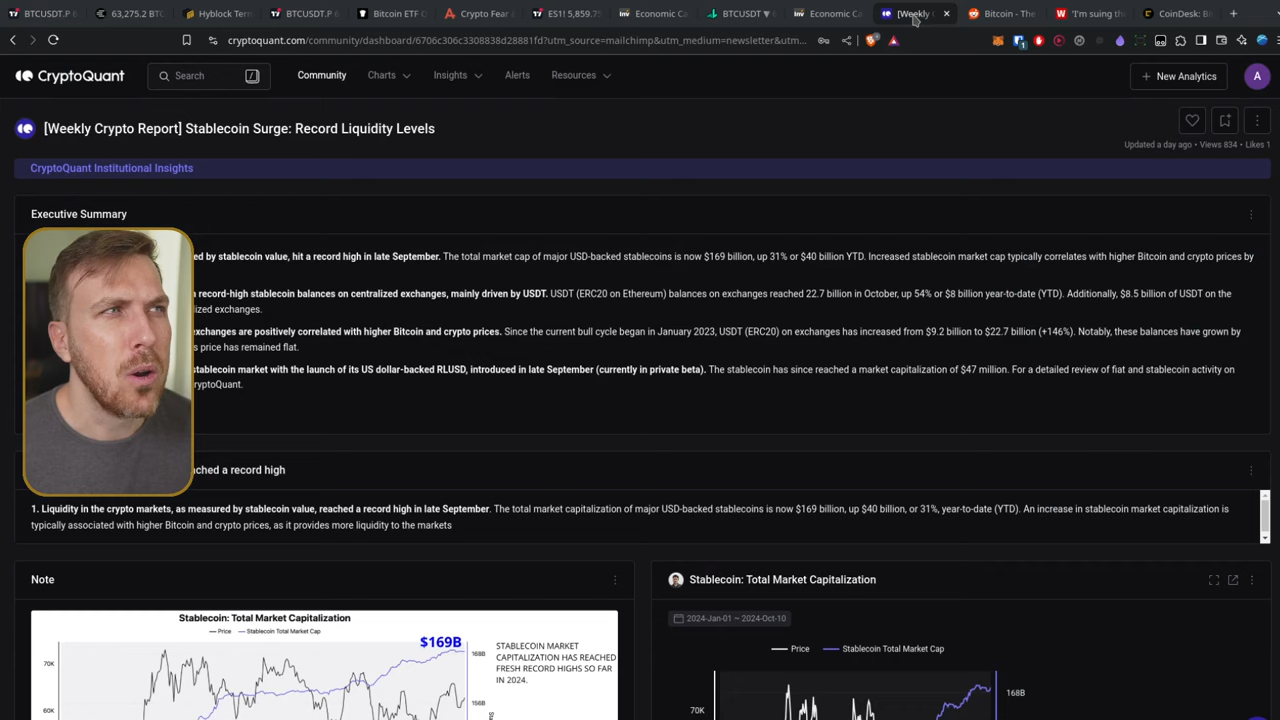 BTCUSDT.P 6
63,275.2 BTC
Hyblock Term
BTCUSDT.P 6
Bitcoin ETF
Crypto Fear &
ES1! 5,859.75
Economic Ca
BTCUSDT ▼
Economic Ca
[Weekly
Bitcoin - The
'I'm suing the
CoinDesk:
cryptoquant.com/community/dashboard/6706c306c3308838d28881fd?utm_source=mailchimp&utm_medium=newsletter&utm...
CryptoQuant
Search
/
Community
Charts
Insights
Alerts
Resources
New Analytics
A
[Weekly Crypto Report] Stablecoin Surge: Record Liquidity Levels
Updated a day ago • Views 834 • Likes 1
CryptoQuant Institutional Insights
Executive Summary
ed by stablecoin value, hit a record high in late September. The total market cap of major USD-backed stablecoins is now $169 billion, up 31% or $40 billion YTD. Increased stablecoin market cap typically correlates with higher Bitcoin and crypto prices by
record-high stablecoin balances on centralized exchanges, mainly driven by USDT. USDT (ERC20 on Ethereum) balances on exchanges reached 22.7 billion in October, up 54% or $8 billion year-to-date (YTD). Additionally, $8.5 billion of USDT on the
lized exchanges.
exchanges are positively correlated with higher Bitcoin and crypto prices. Since the current bull cycle began in January 2023, USDT (ERC20) on exchanges has increased from $9.2 billion to $22.7 billion (+146%). Notably, these balances have grown by
s price has remained flat.
stablecoin market with the launch of its US dollar-backed RLUSD, introduced in late September (currently in private beta). The stablecoin has since reached a market capitalization of $47 million. For a detailed review of fiat and stablecoin activity on
ryptoQuant.
ached a record high
1. Liquidity in the crypto markets, as measured by stablecoin value, reached a record high in late September. The total market capitalization of major USD-backed stablecoins is now $169 billion, up $40 billion, or 31%, year-to-date (YTD). An increase in stablecoin market capitalization is
typically associated with higher Bitcoin and crypto prices, as it provides more liquidity to the markets
Note
Stablecoin: Total Market Capitalization
Price
Stablecoin Total Market Cap
$169B
STABLECOIN MARKET
CAPITALIZATION HAS REACHED
FRESH RECORD HIGHS SO FAR
IN 2024.
70K
168B
60K
156B
Stablecoin: Total Market Capitalization
2024-Jan-01 ~ 2024-Oct-10
Price
Stablecoin Total Market Cap
70K
168B